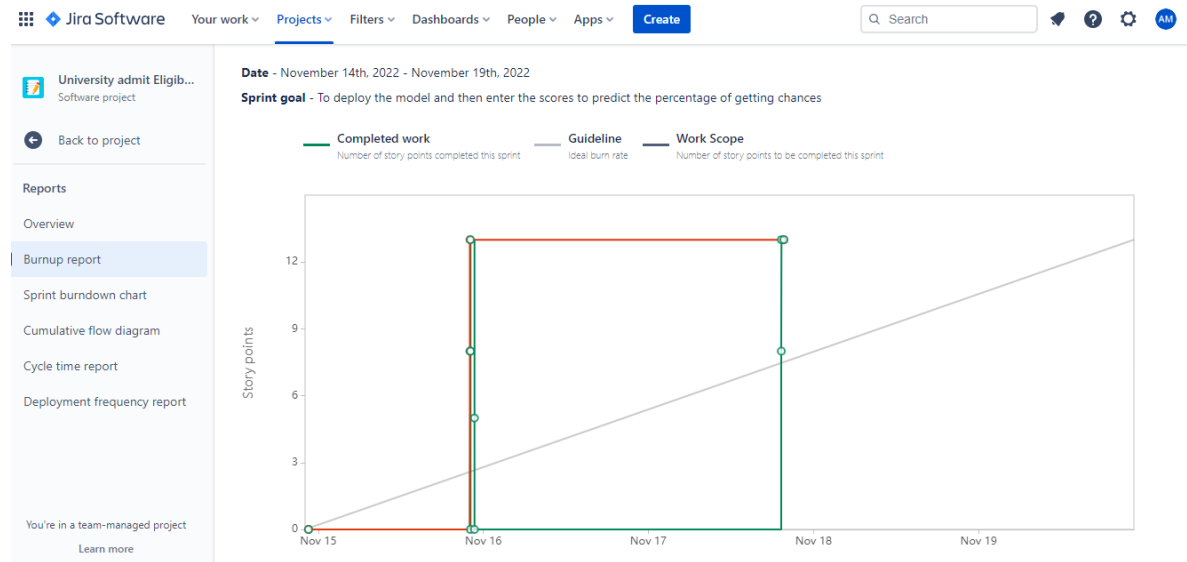 Jira Software Your work Projects Filters Dashboards People Apps Create Search AM
University admit Eligib...
Software project
Back to project
Reports
Overview
Burnup report
Sprint burndown chart
Cumulative flow diagram
Cycle time report
Deployment frequency report
You're in a team-managed project
Learn more
Date - November 14th, 2022 - November 19th, 2022
Sprint goal - To deploy the model and then enter the scores to predict the percentage of getting chances
Completed work Guideline Work Scope
Number of story points completed this sprint Ideal burn rate Number of story points to be completed this sprint
Story points
12
9
6
3
0
Nov 15 Nov 16 Nov 17 Nov 18 Nov 19